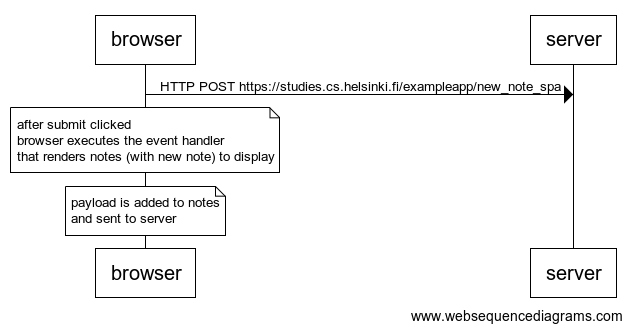 browser
server
HTTP POST https://studies.cs.helsinki.fi/exampleapp/new_note_spa
after submit clicked
browser executes the event handler
that renders notes (with new note) to display
payload is added to notes
and sent to server
browser
server
www.websequencediagrams.com